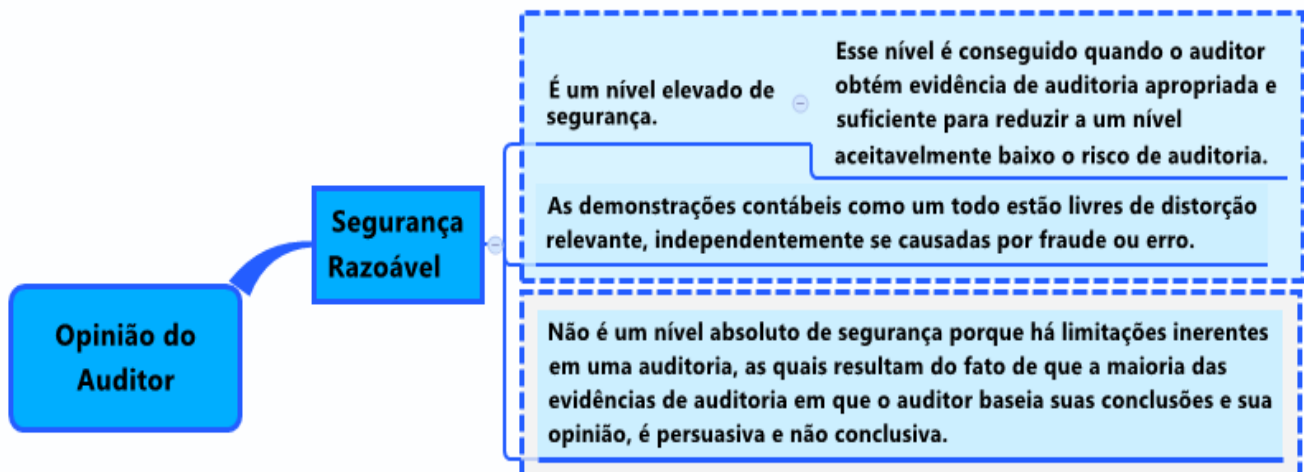 Opinião do
Auditor
Segurança
Razoável
É um nível elevado de
segurança.
Esse nível é conseguido quando o auditor
obtém evidência de auditoria apropriada e
suficiente para reduzir a um nível
aceitavelmente baixo o risco de auditoria.
As demonstrações contábeis como um todo estão livres de distorção
relevante, independentemente se causadas por fraude ou erro.
Não é um nível absoluto de segurança porque há limitações inerentes
em uma auditoria, as quais resultam do fato de que a maioria das
evidências de auditoria em que o auditor baseia suas conclusões e sua
opinião, é persuasiva e não conclusiva.